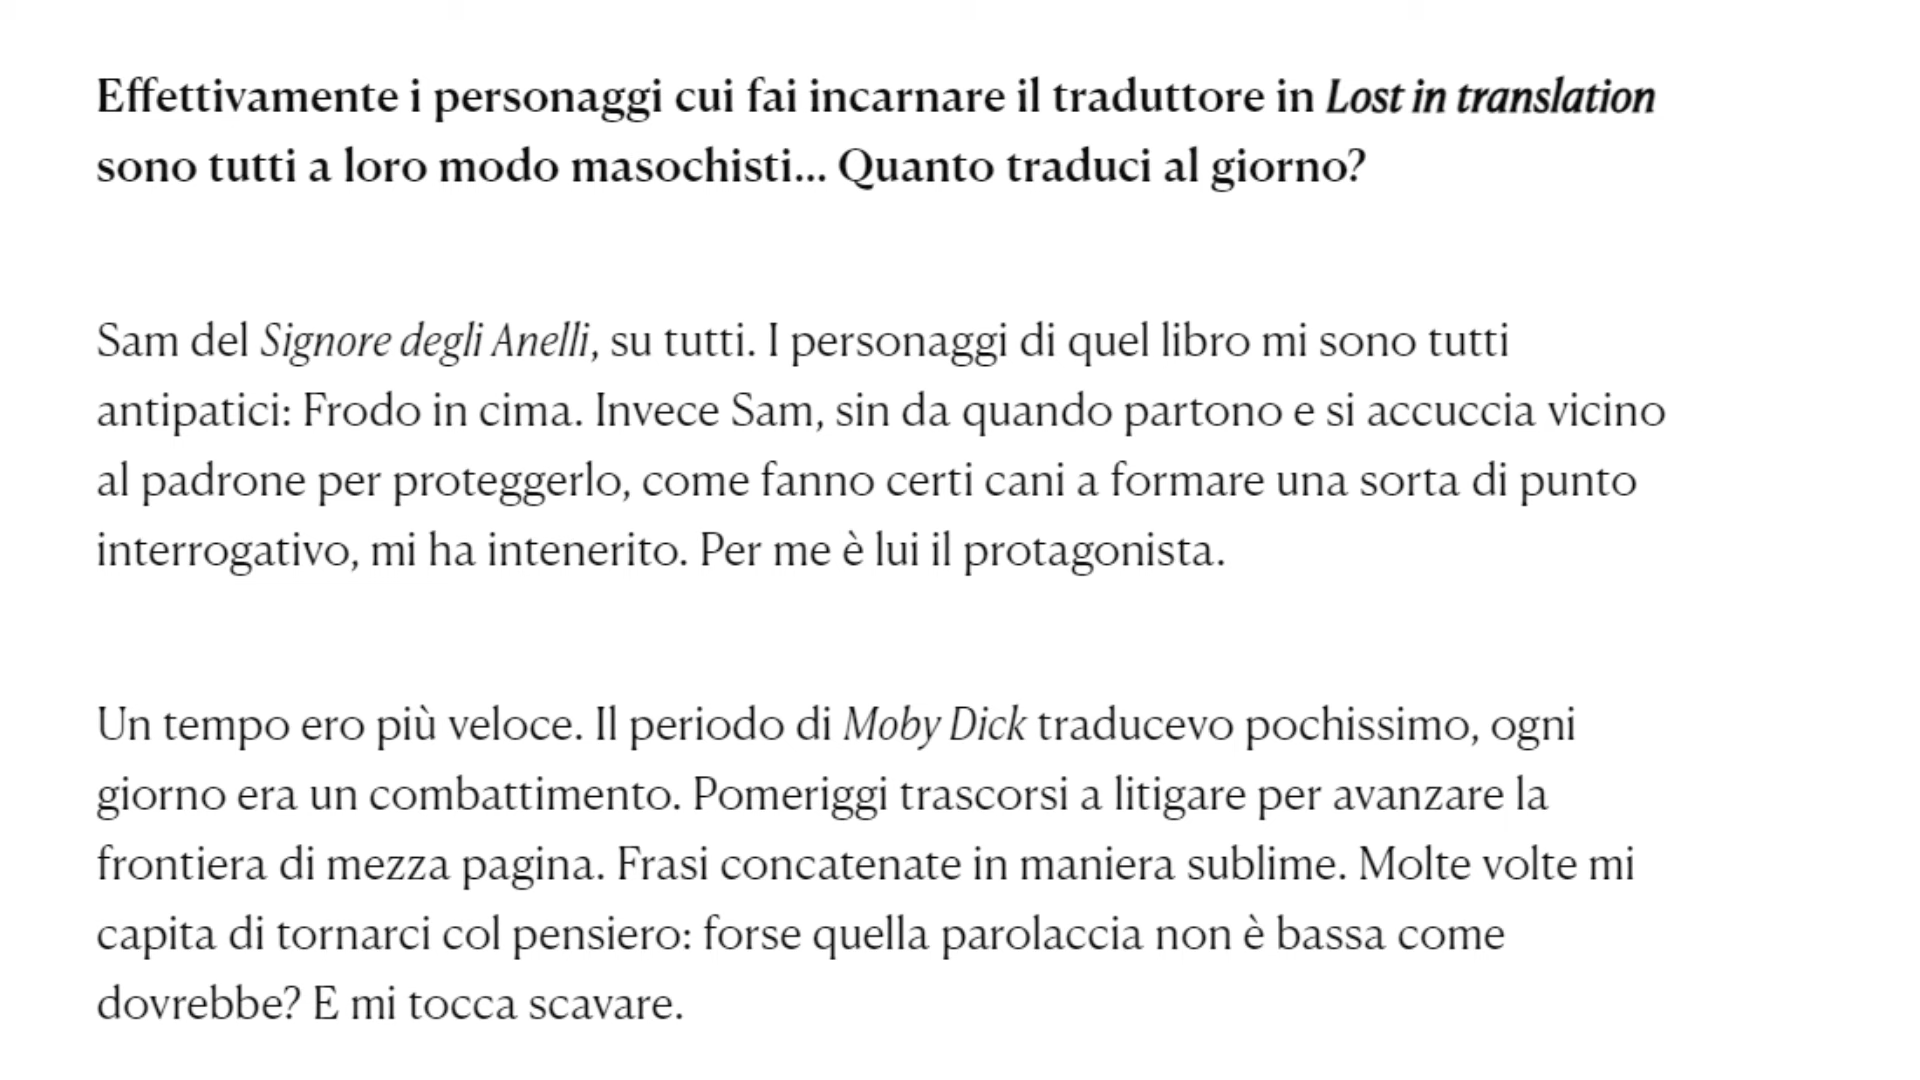 Effettivamente i personaggi cui fai incarnare il traduttore in Lost in translation
sono tutti a loro modo masochisti... Quanto traduci al giorno?
Sam del Signore degli Anelli, su tutti. I personaggi di quel libro mi sono tutti
antipatici: Frodo in cima. Invece Sam, sin da quando partono e si accuccia vicino
al padrone per proteggerlo, come fanno certi cani a formare una sorta di punto
interrogativo, mi ha intenerito. Per me è lui il protagonista.
Un tempo ero più veloce. Il periodo di Moby Dick traducevo pochissimo, ogni
giorno era un combattimento. Pomeriggi trascorsi a litigare per avanzare la
frontiera di mezza pagina. Frasi concatenate in maniera sublime. Molte volte mi
capita di tornarci col pensiero: forse quella parolaccia non è bassa come
dovrebbe? E mi tocca scavare.